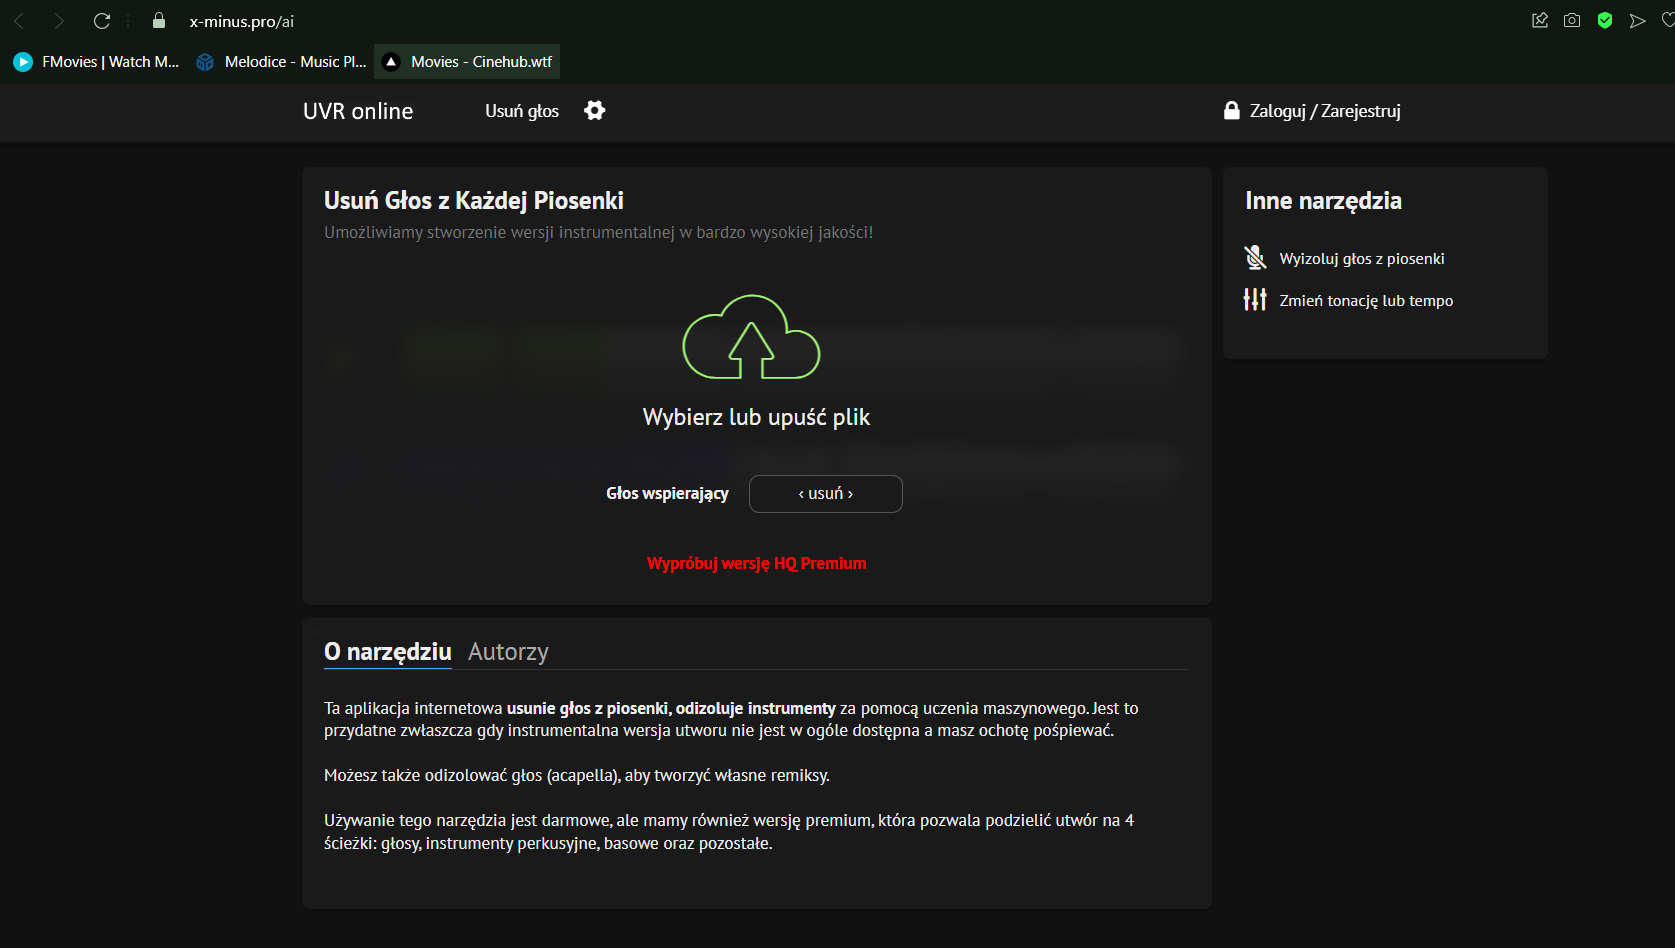 x-minus.pro/ai
FMovies | Watch M... Melodice - Music Pl... Movies - Cinehub.wtf
UVR online Usuń głos Zaloguj / Zarejestruj
Usuń Głos z Każdej Piosenki
Umożliwiamy stworzenie wersji instrumentalnej w bardzo wysokiej jakości!
Wybierz lub upuść plik
Głos wspierający ‹ usuń ›
Wypróbuj wersję HQ Premium
Inne narzędzia
Wyizoluj głos z piosenki
Zmień tonację lub tempo
O narzędziu Autorzy
Ta aplikacja internetowa usunie głos z piosenki, odizoluje instrumenty za pomocą uczenia maszynowego. Jest to
przydatne zwłaszcza gdy instrumentalna wersja utworu nie jest w ogóle dostępna a masz ochotę pośpiewać.
Możesz także odizolować głos (acapella), aby tworzyć własne remiksy.
Używanie tego narzędzia jest darmowe, ale mamy również wersję premium, która pozwala podzielić utwór na 4
ścieżki: głosy, instrumenty perkusyjne, basowe oraz pozostałe.